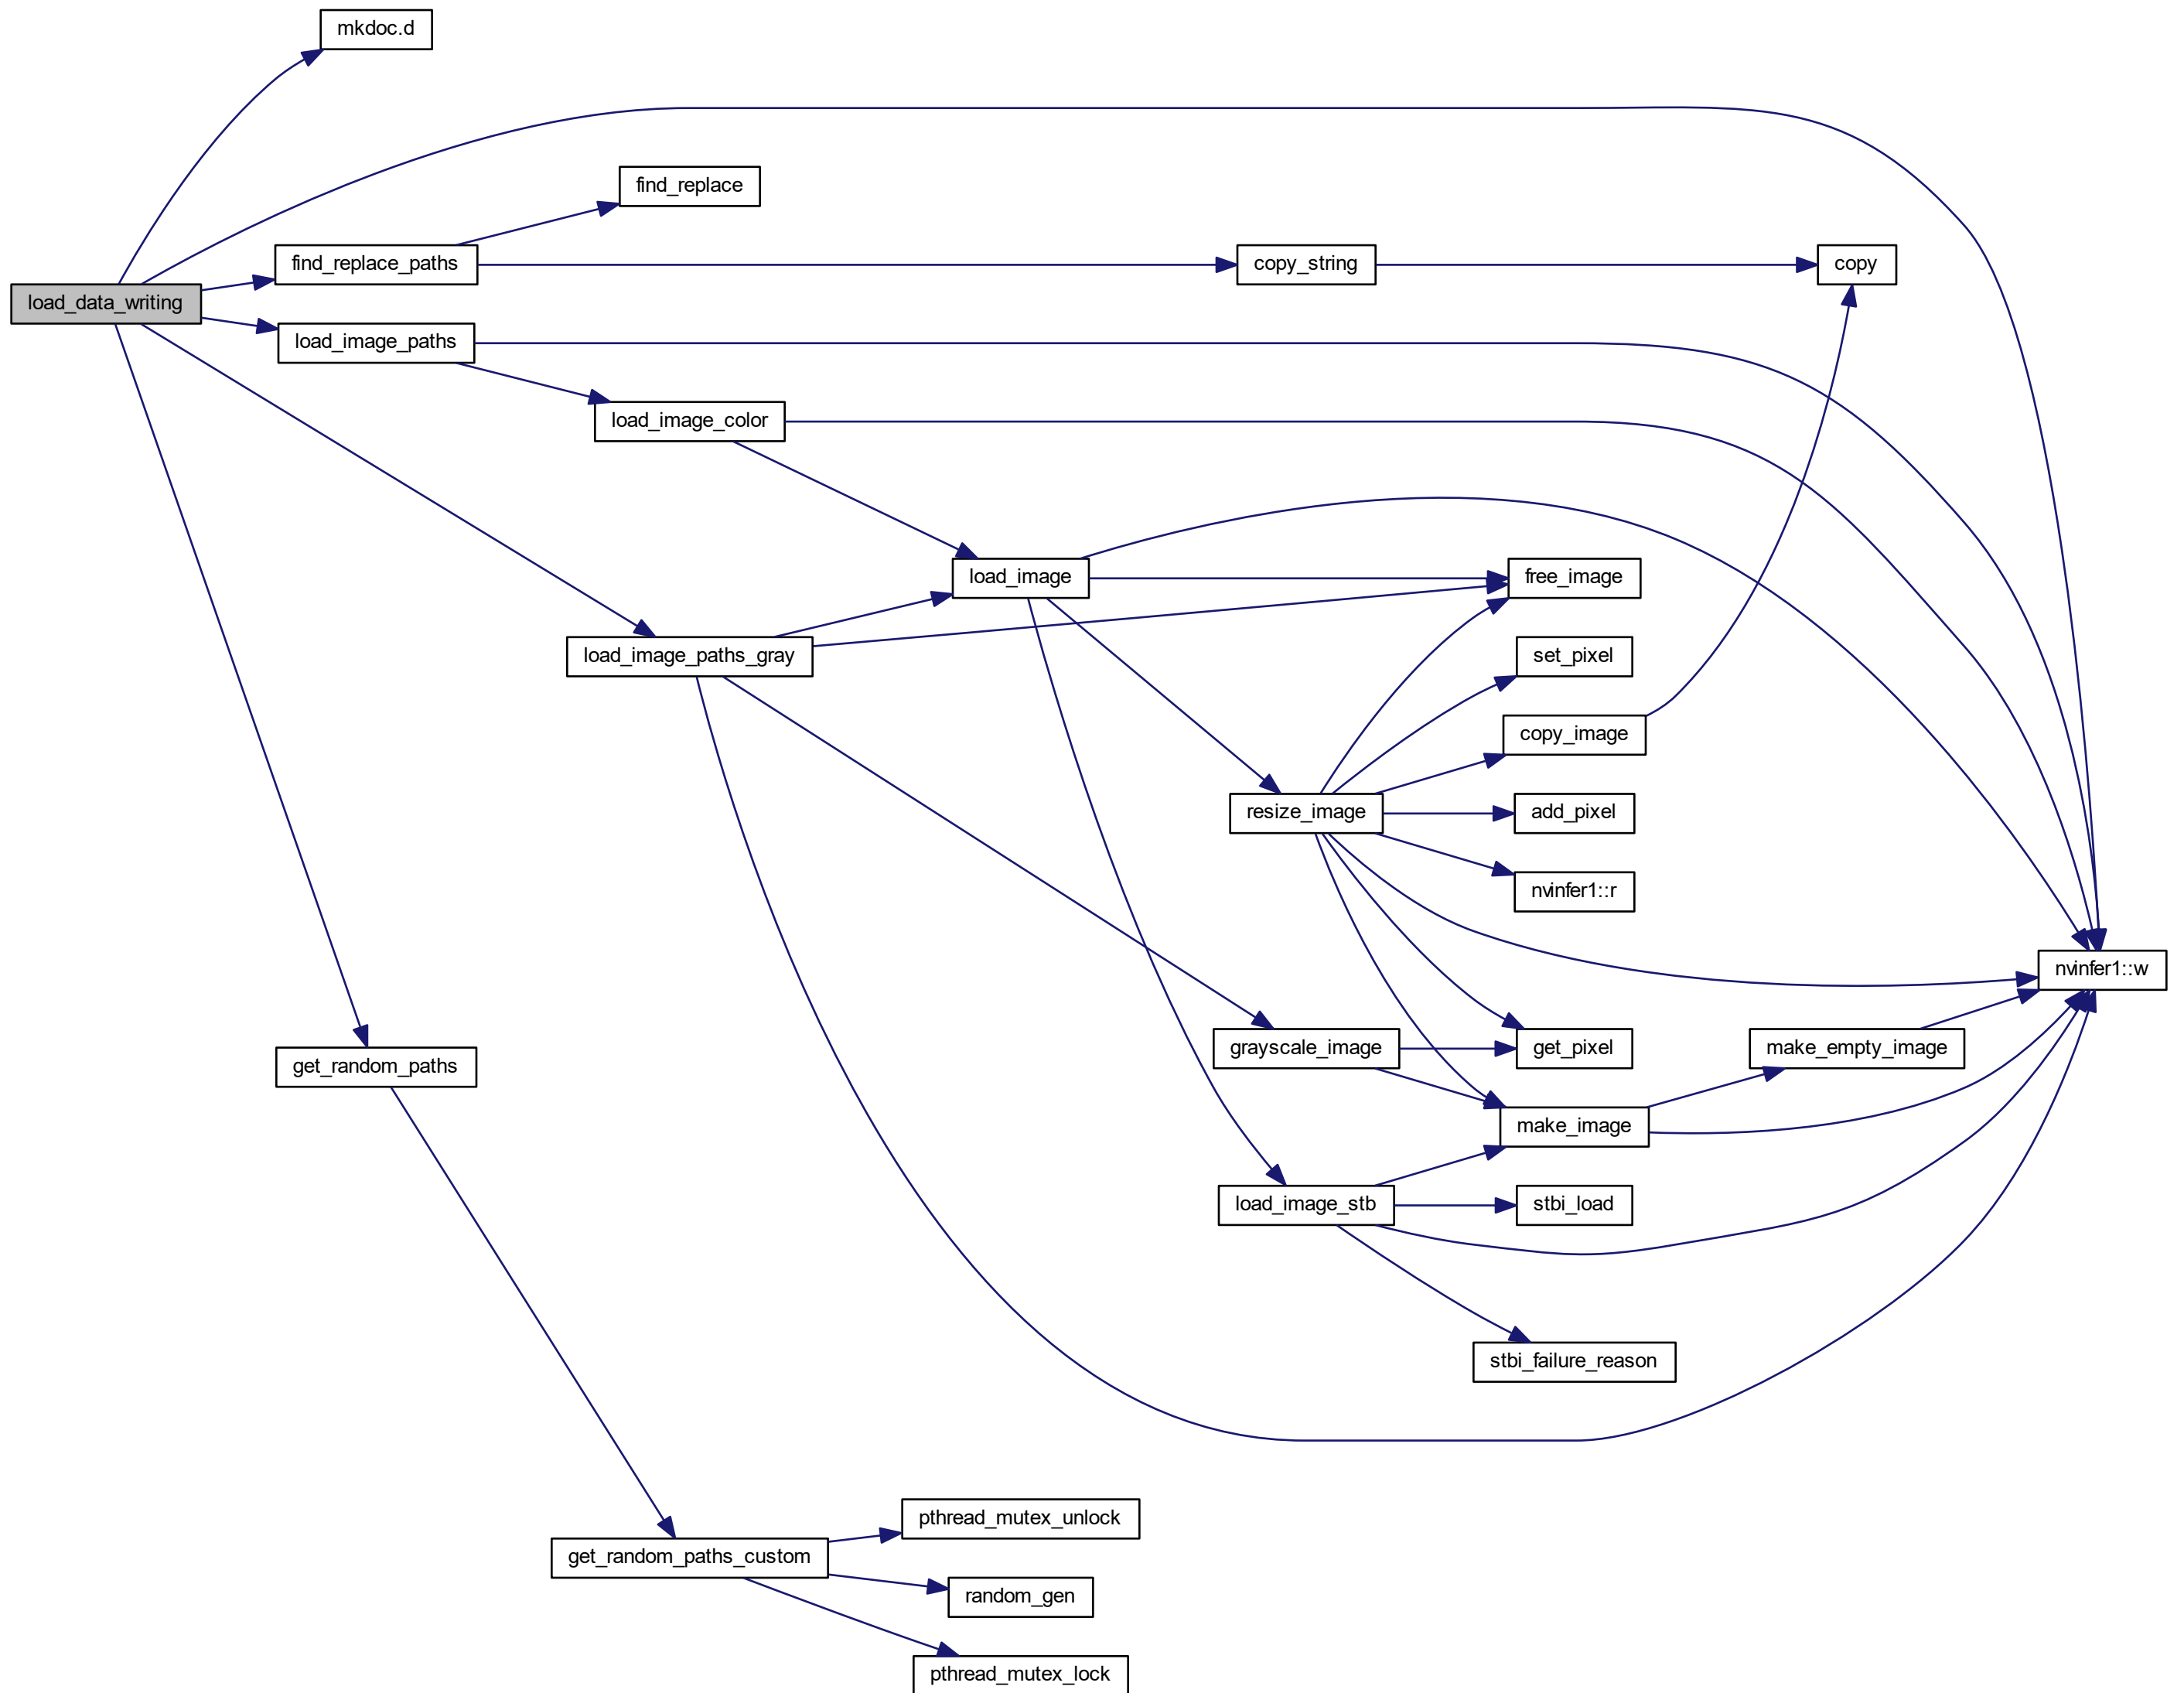 mkdoc.d
find_replace
find_replace_paths
copy_string
copy
load_data_writing
load_image_paths
load_image_color
load_image
free_image
load_image_paths_gray
set_pixel
copy_image
resize_image
add_pixel
nvinfer1::r
nvinfer1::w
grayscale_image
get_pixel
make_empty_image
get_random_paths
make_image
load_image_stb
stbi_load
stbi_failure_reason
pthread_mutex_unlock
get_random_paths_custom
random_gen
pthread_mutex_lock